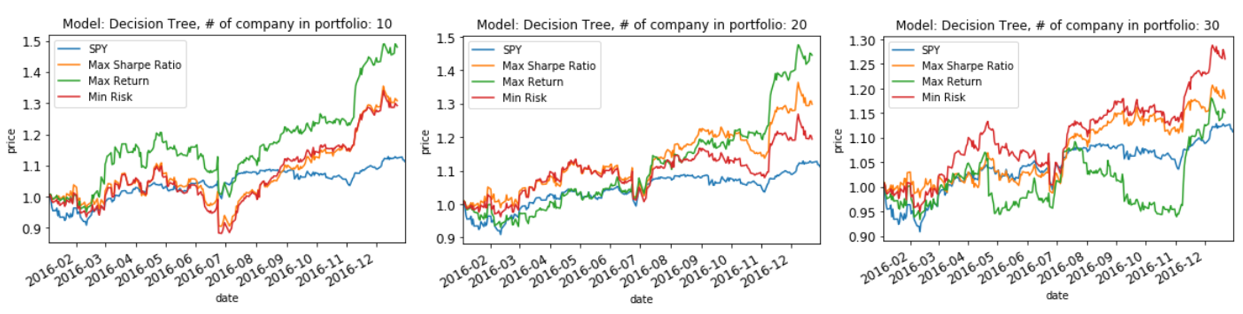 Model: Decision Tree, # of company in portfolio: 10
1.5
1.4
1.3
1.2
1.1
1.0
0.9
price
SPY
Max Sharpe Ratio
Max Return
Min Risk
2016-02
2016-03
2016-04
2016-05
2016-06
2016-07
2016-08
2016-09
2016-10
2016-11
2016-12
date
Model: Decision Tree, # of company in portfolio: 20
1.5
1.4
1.3
1.2
1.1
1.0
0.9
price
SPY
Max Sharpe Ratio
Max Return
Min Risk
2016-02
2016-03
2016-04
2016-05
2016-06
2016-07
2016-08
2016-09
2016-10
2016-11
2016-12
date
Model: Decision Tree, # of company in portfolio: 30
1.30
1.25
1.20
1.15
1.10
1.05
1.00
0.95
0.90
price
SPY
Max Sharpe Ratio
Max Return
Min Risk
2016-02
2016-03
2016-04
2016-05
2016-06
2016-07
2016-08
2016-09
2016-10
2016-11
2016-12
date